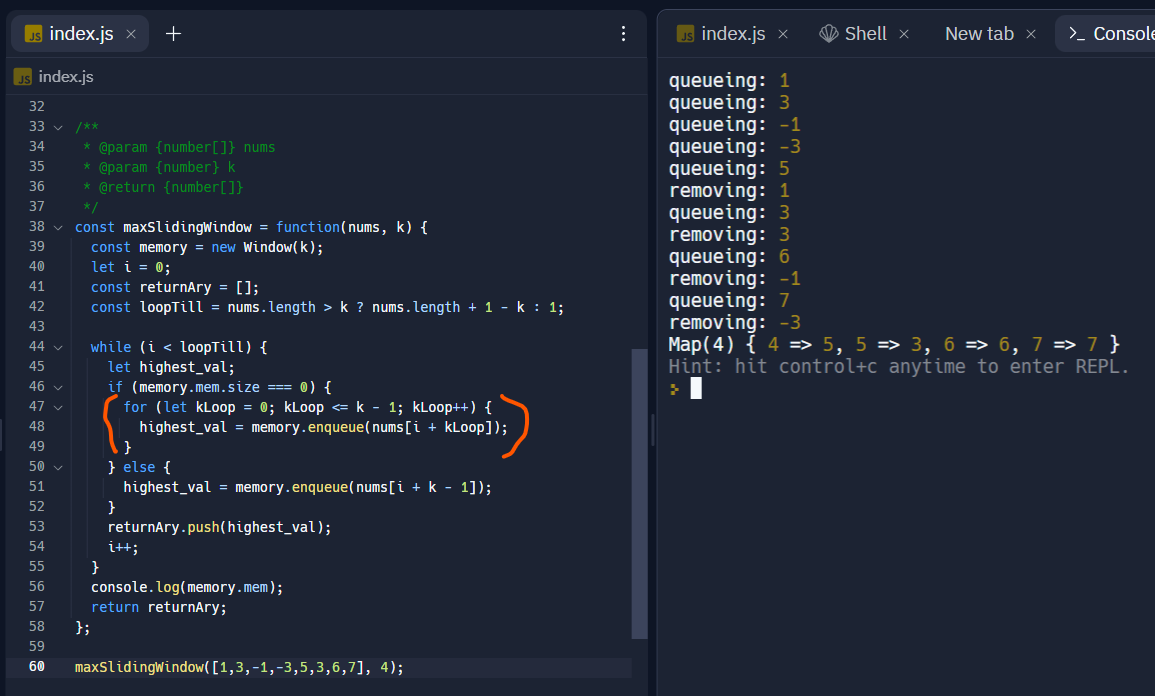 JS index.js × +
JS index.js
32
33 /**
34 * @param {number[]} nums
35 * @param {number} k
36 * @return {number[]}
37 */
38 const maxSlidingWindow = function(nums, k) {
39 const memory = new Window(k);
40 let i = 0;
41 const returnAry = [];
42 const loopTill = nums.length > k ? nums.length + 1 - k : 1;
43
44 while (i < loopTill) {
45 let highest_val;
46 if (memory.mem.size === 0) {
47 for (let kLoop = 0; kLoop <= k - 1; kLoop++) {
48 highest_val = memory.enqueue(nums[i + kLoop]);
49 }
50 } else {
51 highest_val = memory.enqueue(nums[i + k - 1]);
52 }
53 returnAry.push(highest_val);
54 i++;
55 }
56 console.log(memory.mem);
57 return returnAry;
58 };
59
60 maxSlidingWindow([1,3,-1,-3,5,3,6,7], 4);
JS index.js × Shell × New tab × >_ Console
queueing: 1
queueing: 3
queueing: -1
queueing: -3
queueing: 5
removing: 1
queueing: 3
removing: 3
queueing: 6
removing: -1
queueing: 7
removing: -3
Map(4) { 4 => 5, 5 => 3, 6 => 6, 7 => 7 }
Hint: hit control+c anytime to enter REPL.